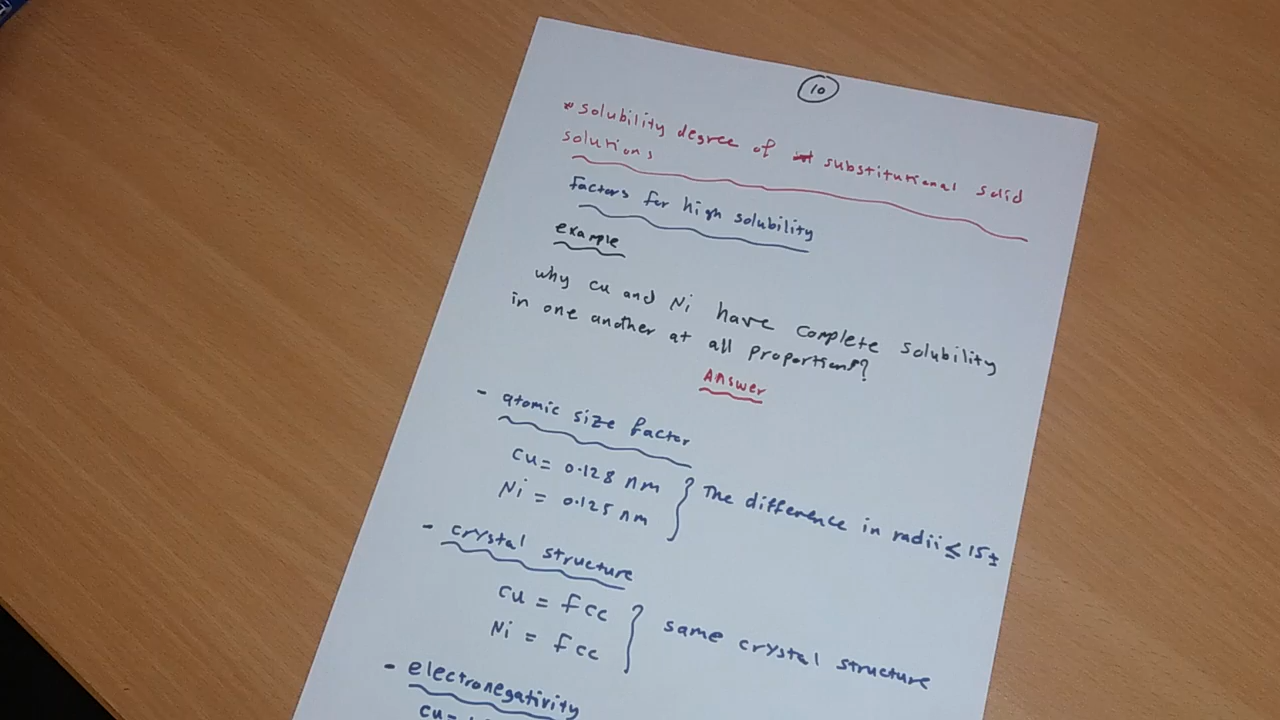 10
* solubility degree of substitutional solid
solutions
factors for high solubility
example
why cu and Ni have complete solubility
in one another at all proportions?
Answer
- atomic size factor
cu = 0.128 nm
Ni = 0.125 nm
The difference in radii ≤ 15±
- crystal structure
cu = fcc
Ni = fcc
same crystal structure
- electronegativity
cu =